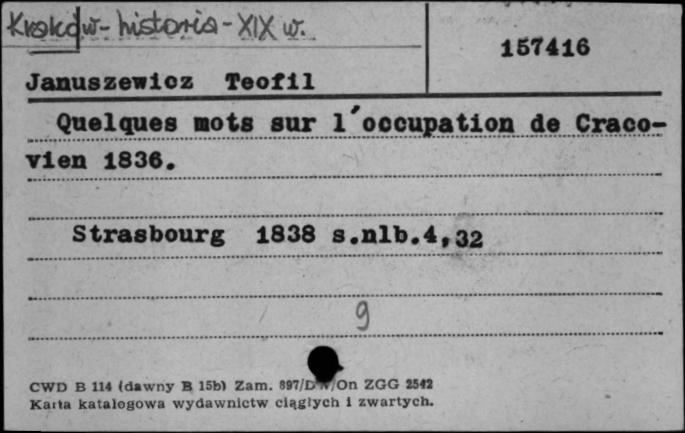 Kraków - historia - XIX w.
157416
Januszewicz Teofil
Quelques mots sur l'occupation de Craco-
vien 1836.
Strasbourg 1838 s.nlb.4,32
9
CWD B 114 (dawny B 15b) Zam. 897/DW/On ZGG 2542
Karta katalogowa wydawnictw ciągłych i zwartych.